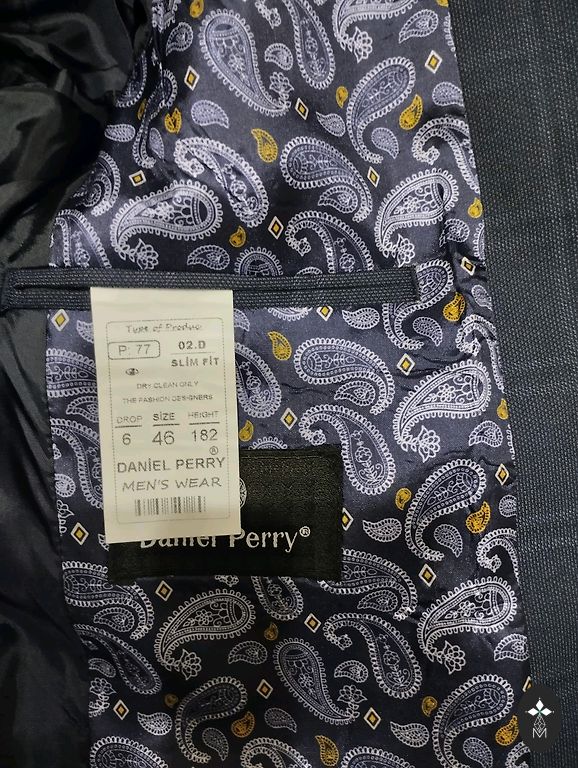 Type of Produc
P: 77 02.D
SLİM FİT
DRY CLEAN ONLY
THE FASHION DESIGNERS
DROP SIZE HEIGHT
6 46 182
DANİEL PERRY®
MEN'S WEAR
Daniel Perry®
M